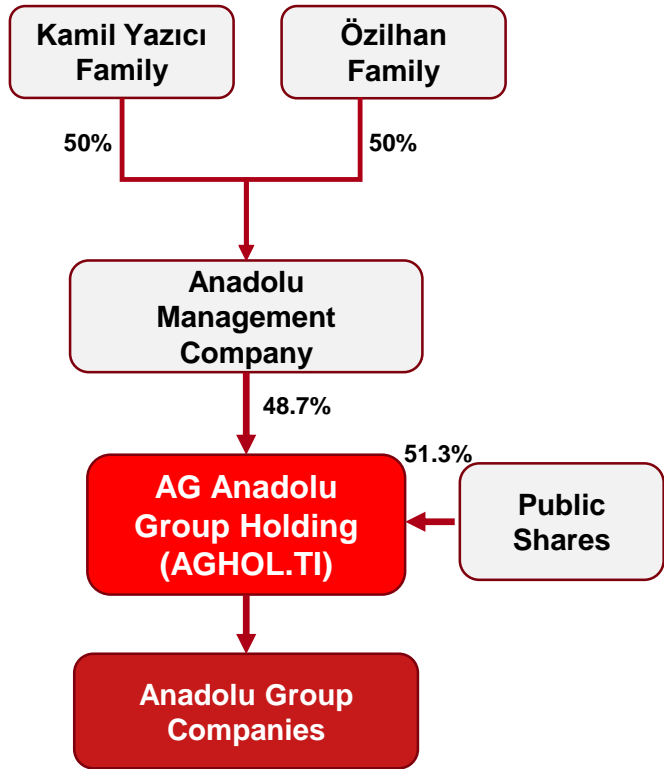 Kamil Yazıcı
Family
Özilhan
Family
50%
50%
Anadolu
Management
Company
48.7%
51.3%
AG Anadolu
Group Holding
(AGHOL.TI)
Public
Shares
Anadolu Group
Companies